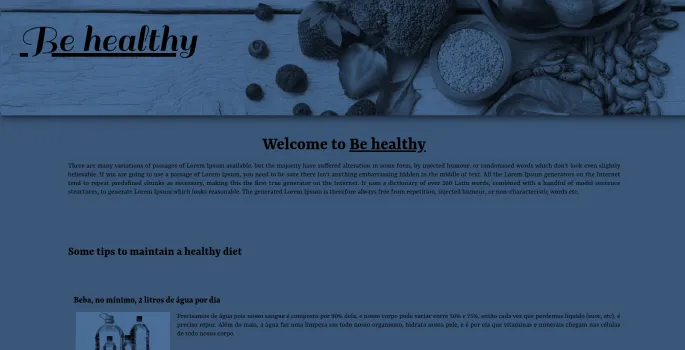 Be healthy
Welcome to Be healthy
There are many variations of passages of Lorem Ipsum available, but the majority have suffered alteration in some form, by injected humour, or randomised words which don't look even slightly
believable. If you are going to use a passage of Lorem Ipsum, you need to be sure there isn't anything embarrassing hidden in the middle of text. All the Lorem Ipsum generators on the Internet
tend to repeat predefined chunks as necessary, making this the first true generator on the Internet. It uses a dictionary of over 200 Latin words, combined with a handful of model sentence
structures, to generate Lorem Ipsum which looks reasonable. The generated Lorem Ipsum is therefore always free from repetition, injected humour, or non-characteristic words etc.
Some tips to maintain a healthy diet
Beba, no mínimo, 2 litros de água por dia
Precisamos de água pois nosso sangue é composto por 90% dela, e nosso corpo pode variar entre 50% e 75%, então cada vez que perdemos líquido (suor, etc), é
preciso repor. Além do mais, a água faz uma limpeza em todo nosso organismo, hidrata nossa pele, e é por ela que vitaminas e minerais chegam nas células
de todo nosso corpo.